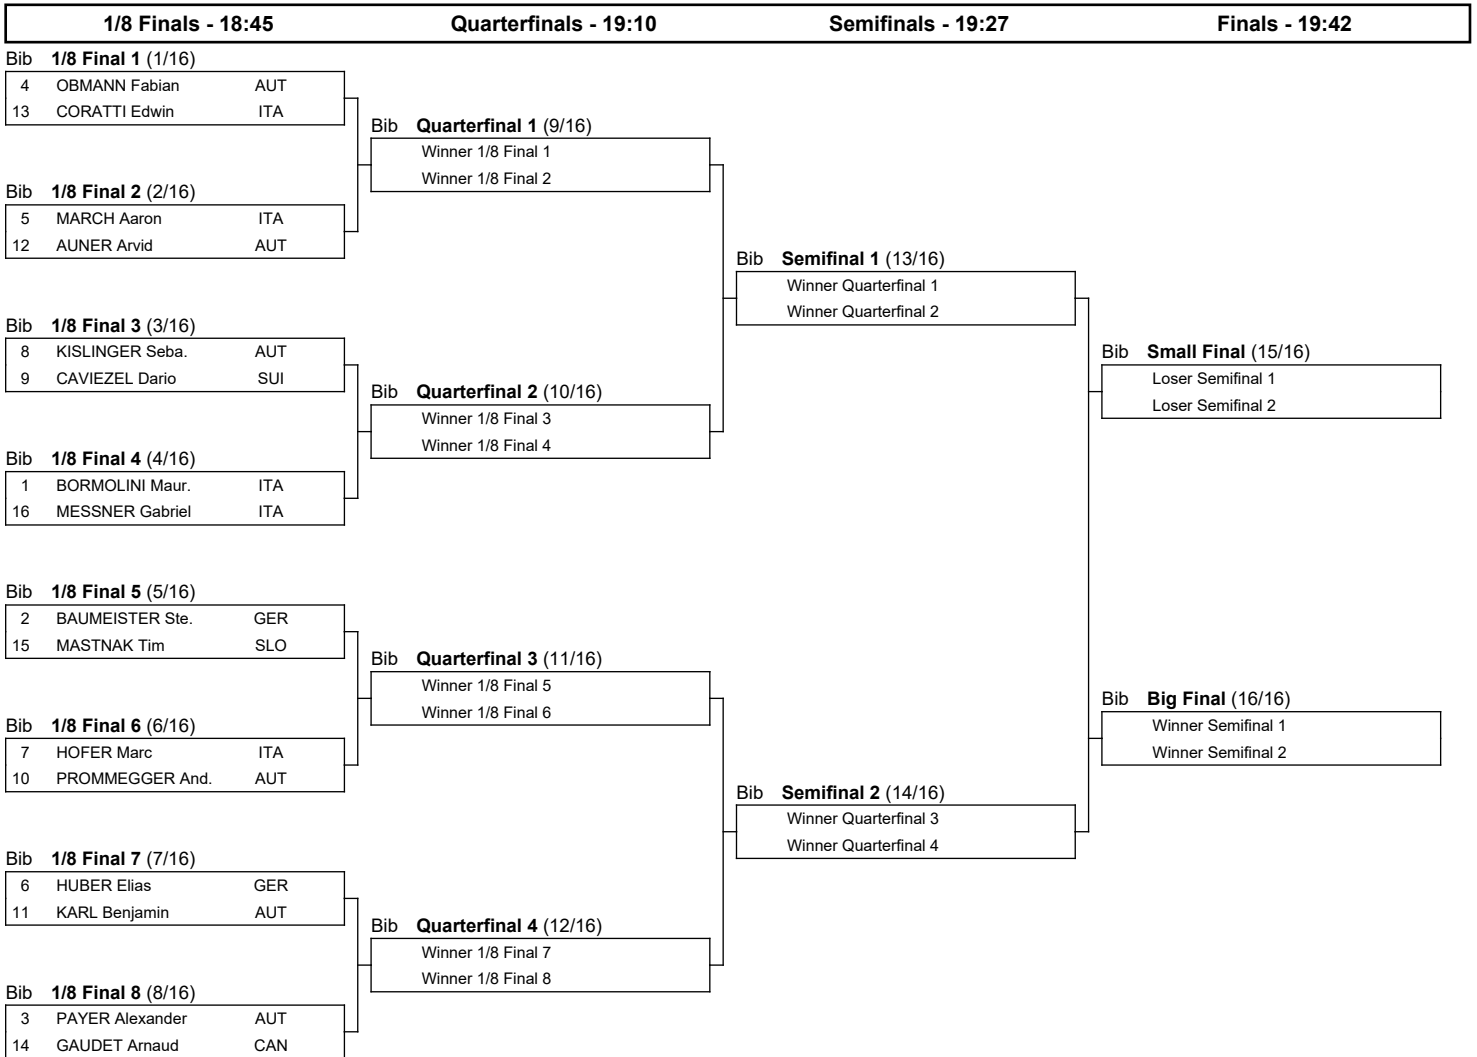 1/8 Finals - 18:45 Quarterfinals - 19:10 Semifinals - 19:27 Finals - 19:42
Bib 1/8 Final 1 (1/16)
4 OBMANN Fabian AUT
13 CORATTI Edwin ITA
Bib Quarterfinal 1 (9/16)
Winner 1/8 Final 1
Winner 1/8 Final 2
Bib 1/8 Final 2 (2/16)
5 MARCH Aaron ITA
12 AUNER Arvid AUT
Bib Semifinal 1 (13/16)
Winner Quarterfinal 1
Winner Quarterfinal 2
Bib 1/8 Final 3 (3/16)
8 KISLINGER Seba. AUT
9 CAVIEZEL Dario SUI
Bib Small Final (15/16)
Loser Semifinal 1
Loser Semifinal 2
Bib Quarterfinal 2 (10/16)
Winner 1/8 Final 3
Winner 1/8 Final 4
Bib 1/8 Final 4 (4/16)
1 BORMOLINI Maur. ITA
16 MESSNER Gabriel ITA
Bib 1/8 Final 5 (5/16)
2 BAUMEISTER Ste. GER
15 MASTNAK Tim SLO
Bib Quarterfinal 3 (11/16)
Winner 1/8 Final 5
Winner 1/8 Final 6
Bib Big Final (16/16)
Winner Semifinal 1
Winner Semifinal 2
Bib 1/8 Final 6 (6/16)
7 HOFER Marc ITA
10 PROMMEGGER And. AUT
Bib Semifinal 2 (14/16)
Winner Quarterfinal 3
Winner Quarterfinal 4
Bib 1/8 Final 7 (7/16)
6 HUBER Elias GER
11 KARL Benjamin AUT
Bib Quarterfinal 4 (12/16)
Winner 1/8 Final 7
Winner 1/8 Final 8
Bib 1/8 Final 8 (8/16)
3 PAYER Alexander AUT
14 GAUDET Arnaud CAN